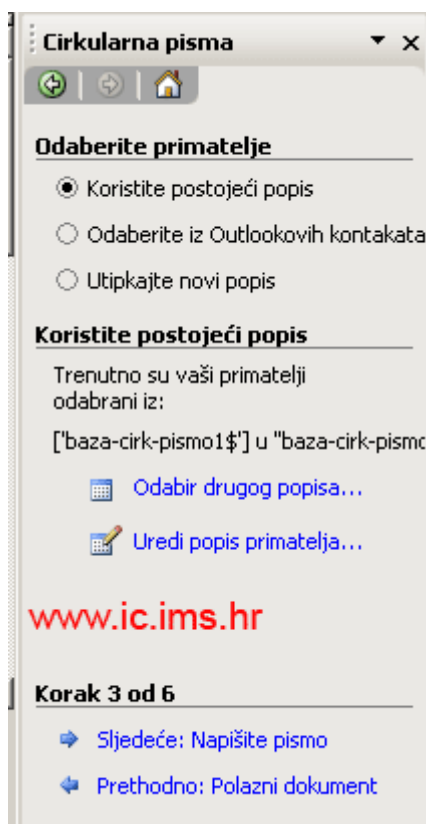 Cirkularna pisma
Odaberite primatelje
Koristite postojeći popis
Odaberite iz Outlookovih kontakata
Utipkajte novi popis
Koristite postojeći popis
Trenutno su vaši primatelji
odabrani iz:
['baza-cirk-pismo1$'] u "baza-cirk-pismo
Odabir drugog popisa...
Uredi popis primatelja...
www.ic.ims.hr
Korak 3 od 6
Sljedeće: Napišite pismo
Prethodno: Polazni dokument